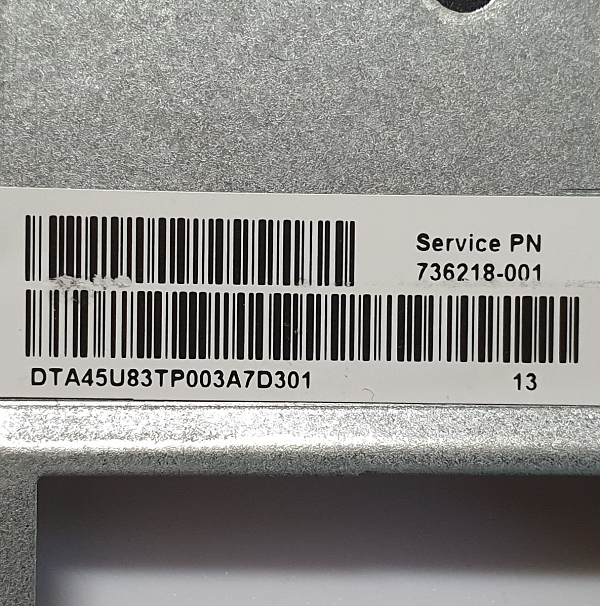 Service PN
736218-001
DTA45U83TP003A7D301 13